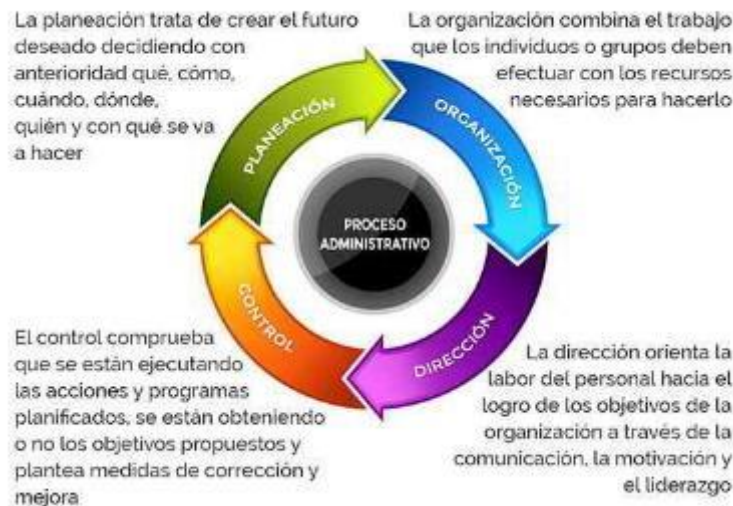 La planeación trata de crear el futuro
deseado decidiendo con
anterioridad qué, cómo,
cuándo, dónde,
quién y con qué se va
a hacer
La organización combina el trabajo
que los individuos o grupos deben
efectuar con los recursos
necesarios para hacerlo
PLANEACIÓN
ORGANIZACIÓN
PROCESO
ADMINISTRATIVO
CONTROL
DIRECCIÓN
El control comprueba
que se están ejecutando
las acciones y programas
planificados, se están obteniendo
o no los objetivos propuestos y
plantea medidas de corrección y
mejora
La dirección orienta la
labor del personal hacia el
logro de los objetivos de la
organización a través de la
comunicación, la motivación y
el liderazgo